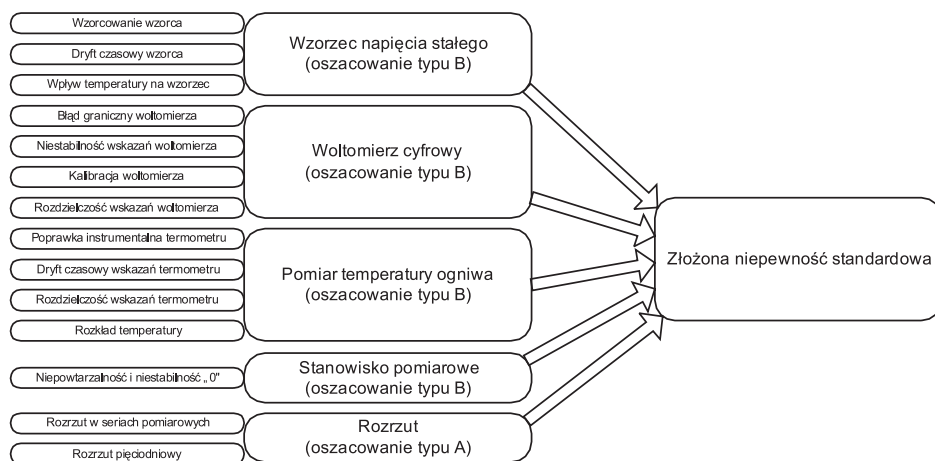 Wzorcowanie wzorca
Dryft czasowy wzorca
Wpływ temperatury na wzorzec
Wzorzec napięcia stałego
(oszacowanie typu B)
Błąd graniczny woltomierza
Niestabilność wskazań woltomierza
Kalibracja woltomierza
Rozdzielczość wskazań woltomierza
Woltomierz cyfrowy
(oszacowanie typu B)
Poprawka instrumentalna termometru
Dryft czasowy wskazań termometru
Rozdzielczość wskazań termometru
Rozkład temperatury
Pomiar temperatury ogniwa
(oszacowanie typu B)
Niepowtarzalność i niestabilność „0"
Stanowisko pomiarowe
(oszacowanie typu B)
Rozrzut w seriach pomiarowych
Rozrzut pięciodniowy
Rozrzut
(oszacowanie typu A)
Złożona niepewność standardowa